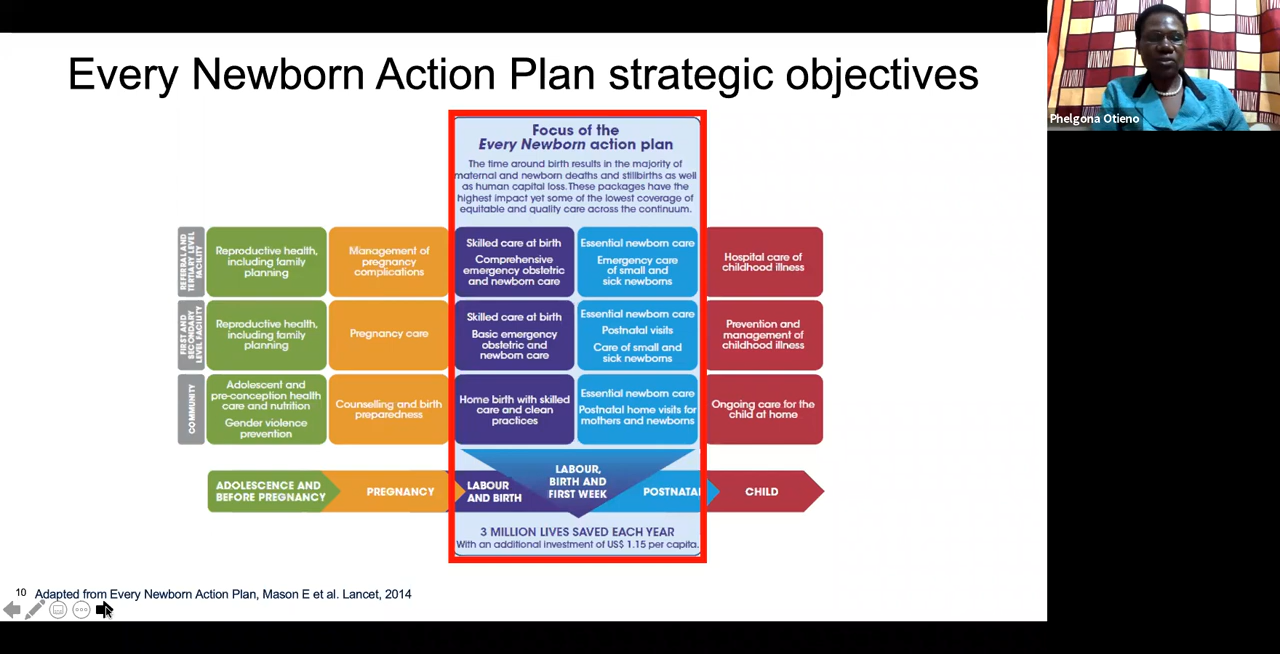 Every Newborn Action Plan strategic objectives
Phelgona Otieno
Focus of the
Every Newborn action plan
The time around birth results in the majority of
maternal and newborn deaths and stillbirths as well
as human capital loss.These packages have the
highest impact yet some of the lowest coverage of
equitable and quality care across the continuum.
REFERRAL AND
TERTIARY LEVEL
FACILITY
Reproductive health,
including family
planning
Management of
pregnancy
complications
Skilled care at birth
Comprehensive
emergency obstetric
and newborn care
Essential newborn care
Emergency care
of small and
sick newborns
Hospital care of
childhood illness
FIRST AND
SECONDARY
LEVEL FACILITY
Reproductive health,
including family
planning
Pregnancy care
Skilled care at birth
Basic emergency
obstetric and
newborn care
Essential newborn care
Postnatal visits
Care of small and
sick newborns
Prevention and
management of
childhood illness
COMMUNITY
Adolescent and
pre-conception health
care and nutrition
Gender violence
prevention
Counselling and birth
preparedness
Home birth with skilled
care and clean
practices
Essential newborn care
Postnatal home visits for
mothers and newborns
Ongoing care for the
child at home
ADOLESCENCE AND
BEFORE PREGNANCY
PREGNANCY
LABOUR
AND BIRTH
LABOUR,
BIRTH AND
FIRST WEEK
POSTNATAL
CHILD
3 MILLION LIVES SAVED EACH YEAR
With an additional investment of US$ 1.15 per capita.
10 Adapted from Every Newborn Action Plan, Mason E et al. Lancet, 2014